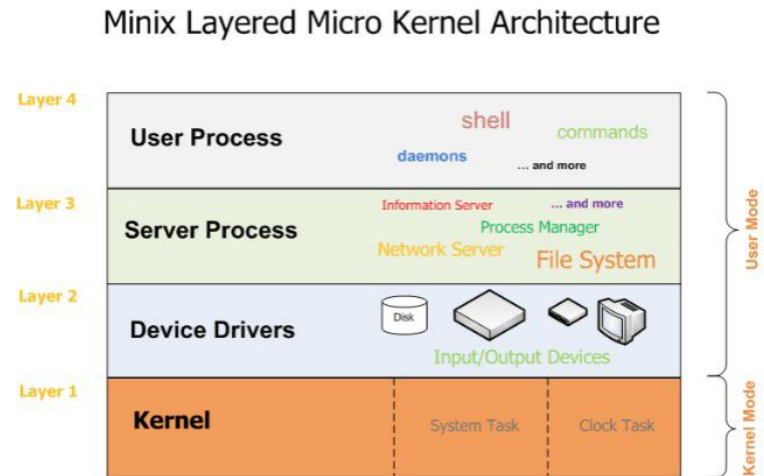 Minix Layered Micro Kernel Architecture
Layer 4
User Process
shell
commands
daemons
... and more
Layer 3
Server Process
Information Server
... and more
Process Manager
Network Server
File System
User Mode
Layer 2
Device Drivers
Disk
Input/Output Devices
Layer 1
Kernel
System Task
Clock Task
Kernel Mode